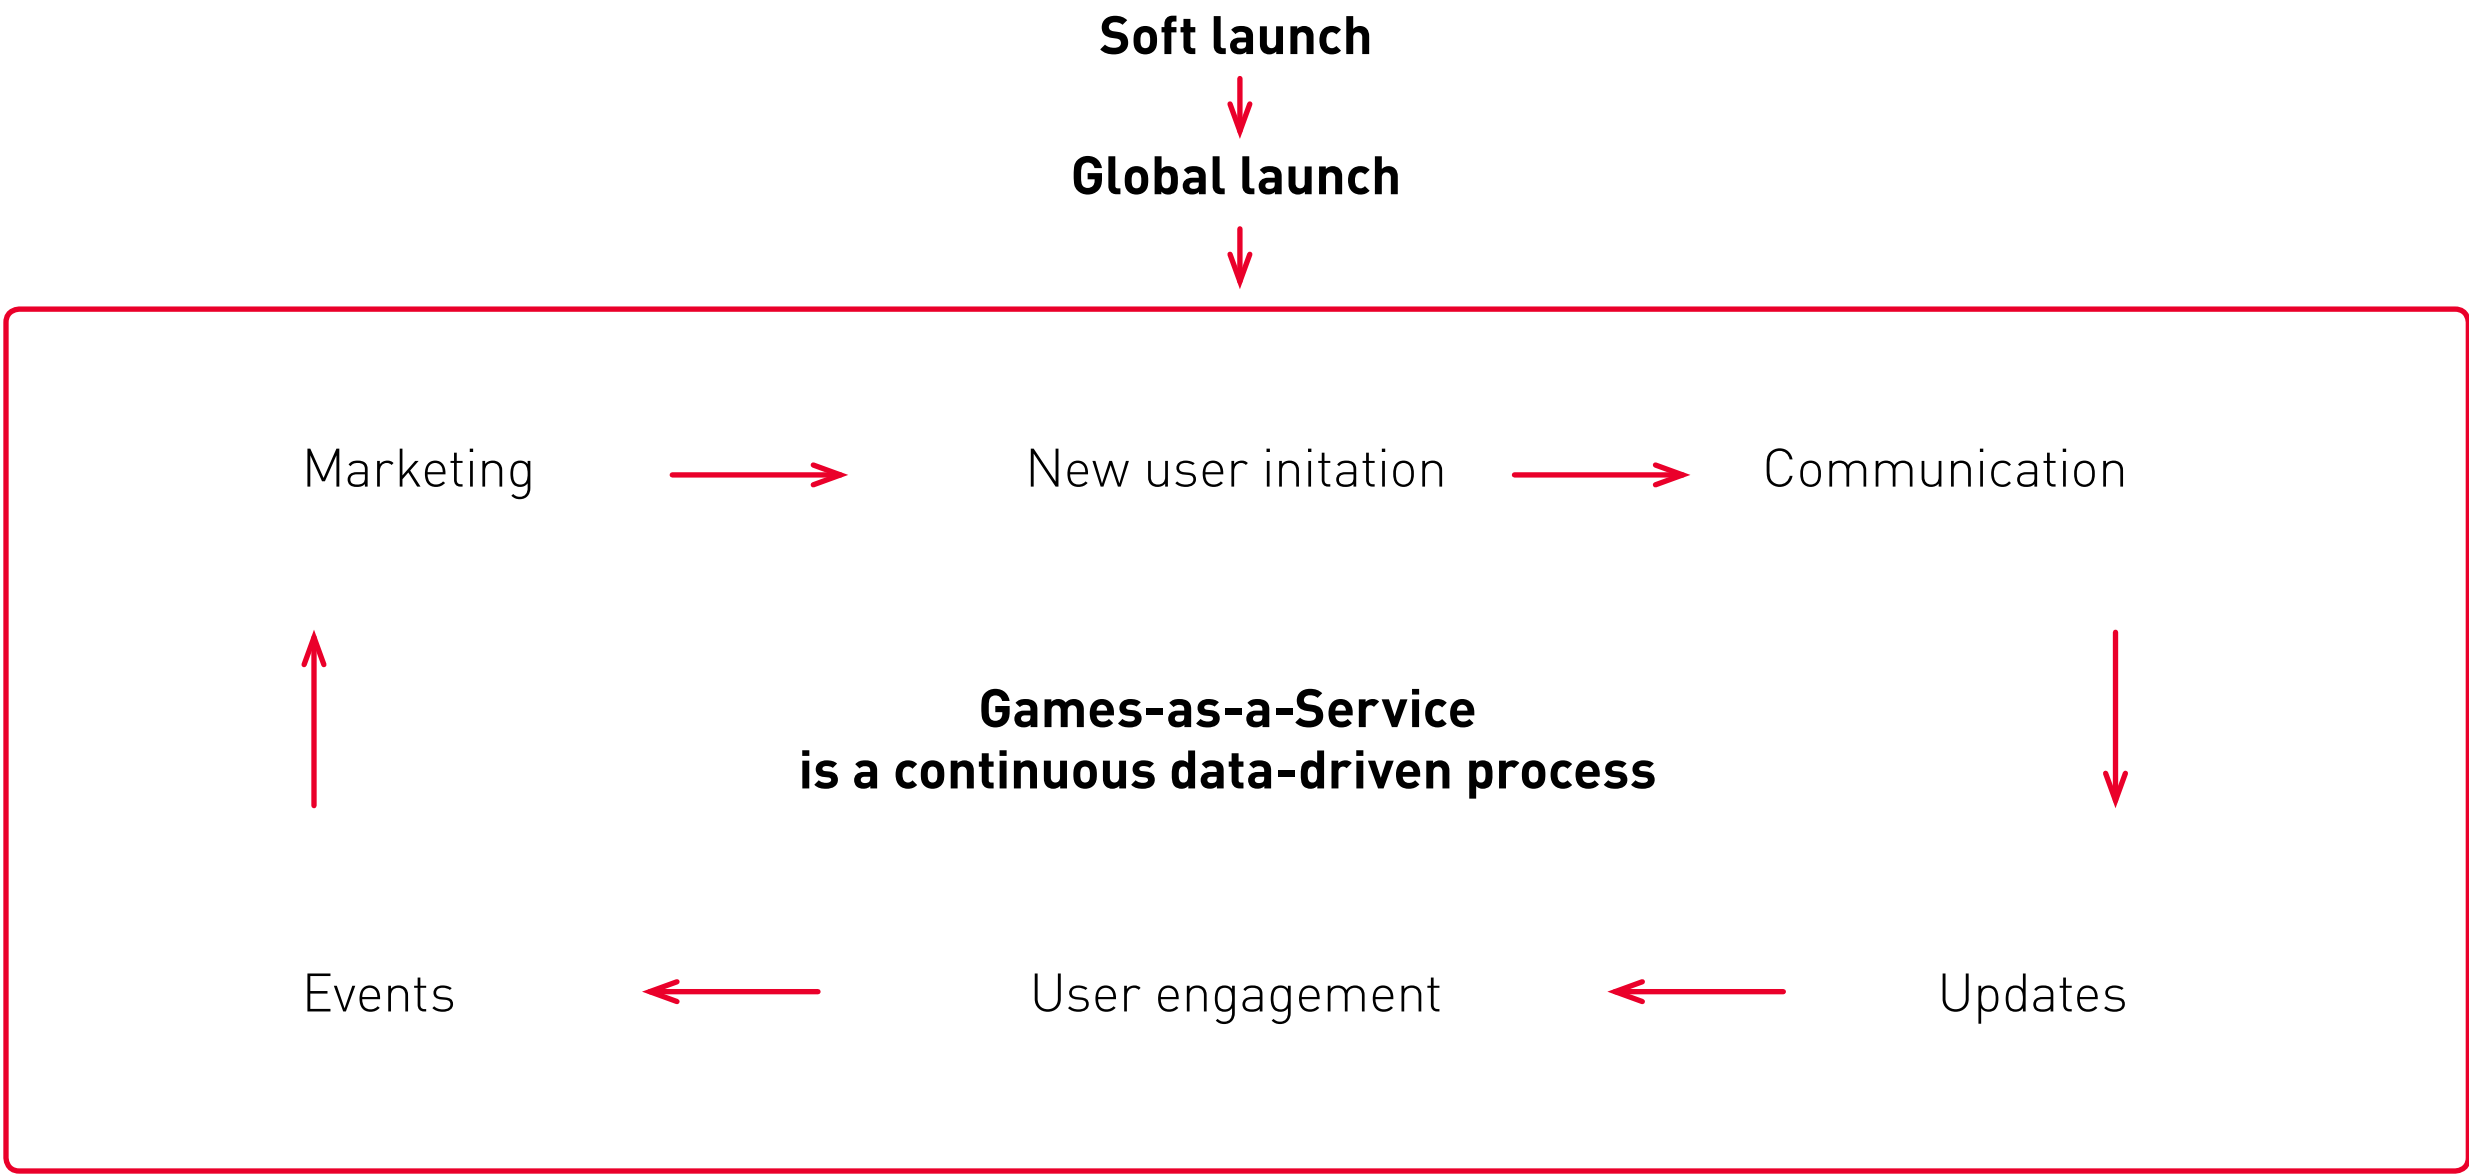 Soft launch
Global launch
Marketing
New user initation
Communication
Games-as-a-Service
is a continuous data-driven process
Events
User engagement
Updates